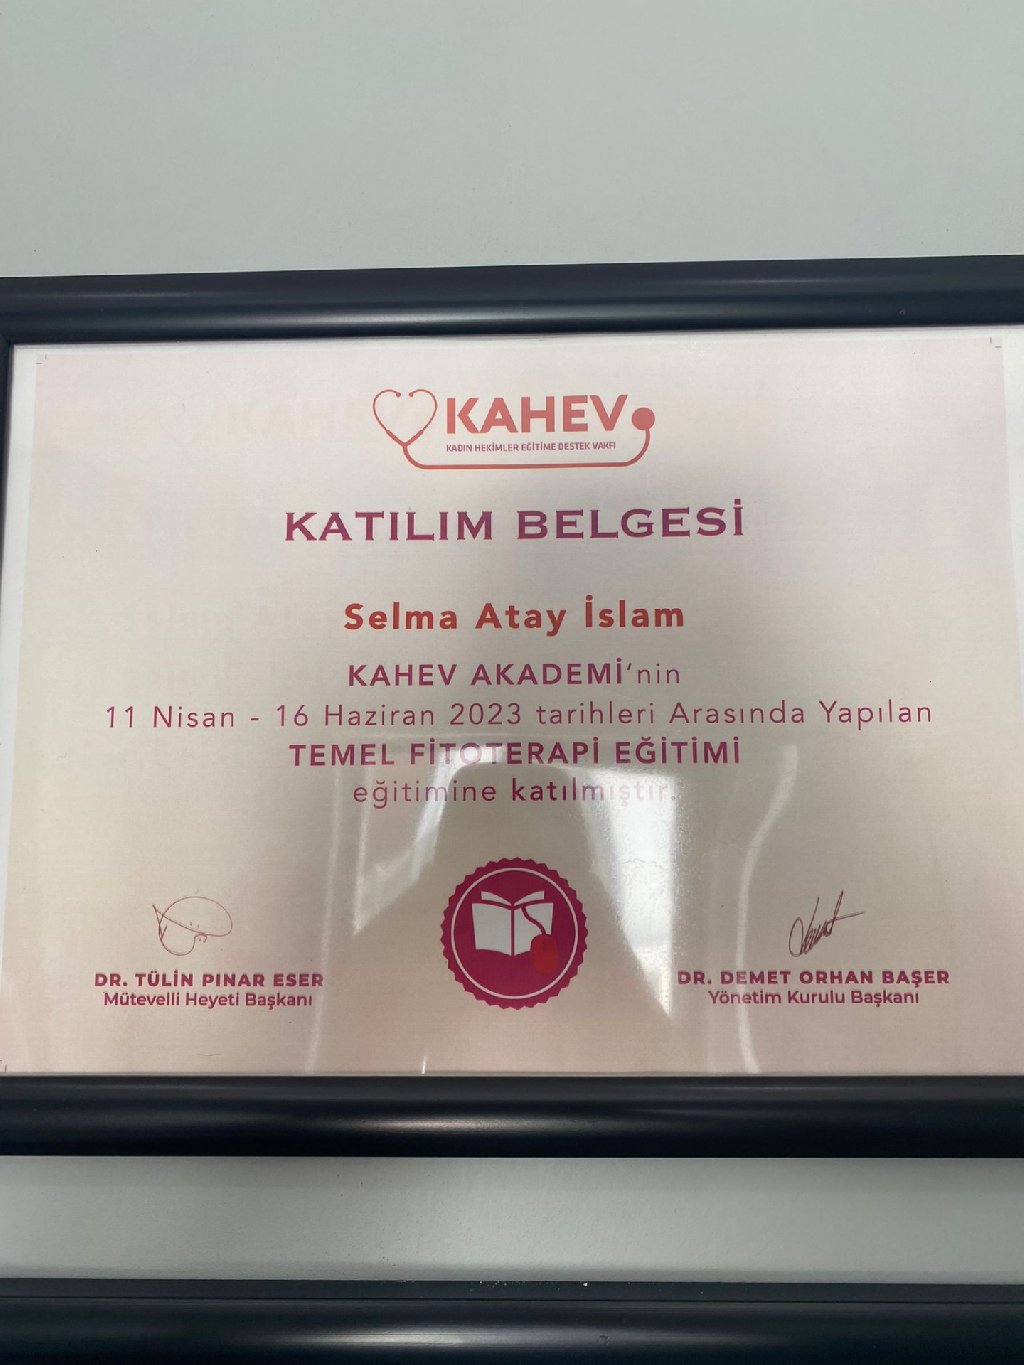 KAHEV
KADIN HEKİMLER EĞİTİME DESTEK VAKFI
KATILIM BELGESİ
Selma Atay İslam
KAHEV AKADEMİ'nin
11 Nisan - 16 Haziran 2023 tarihleri Arasında Yapılan
TEMEL FİTOTERAPİ EĞİTİMİ
eğitimine katılmıştır.
DR. TÜLİN PINAR ESER
Mütevelli Heyeti Başkanı
DR. DEMET ORHAN BAŞER
Yönetim Kurulu Başkanı